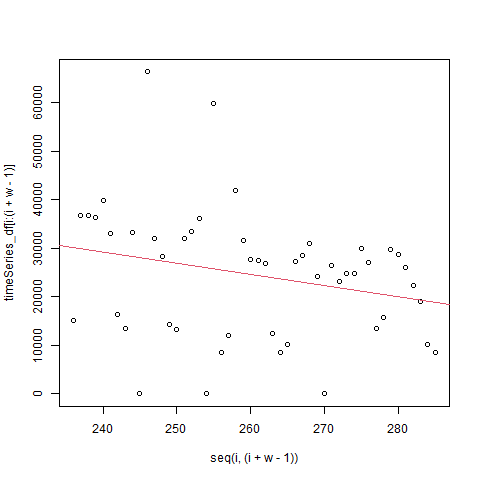 timeSeries_df[i:(i + w - 1)]
60000
50000
40000
30000
20000
10000
0
240 250 260 270 280
seq(i, (i + w - 1))